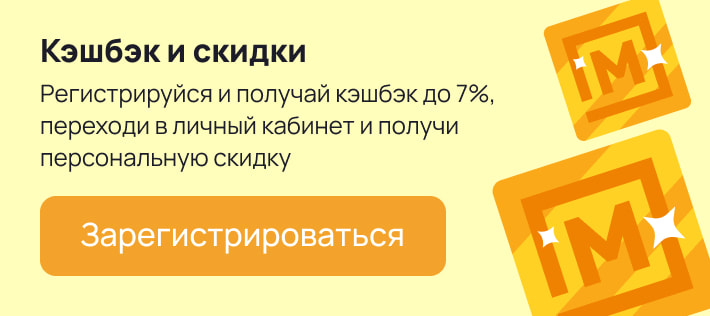 Кэшбэк и скидки
Регистрируйся и получай кэшбэк до 7%,
переходи в личный кабинет и получи
персональную скидку
Зарегистрироваться
М
М